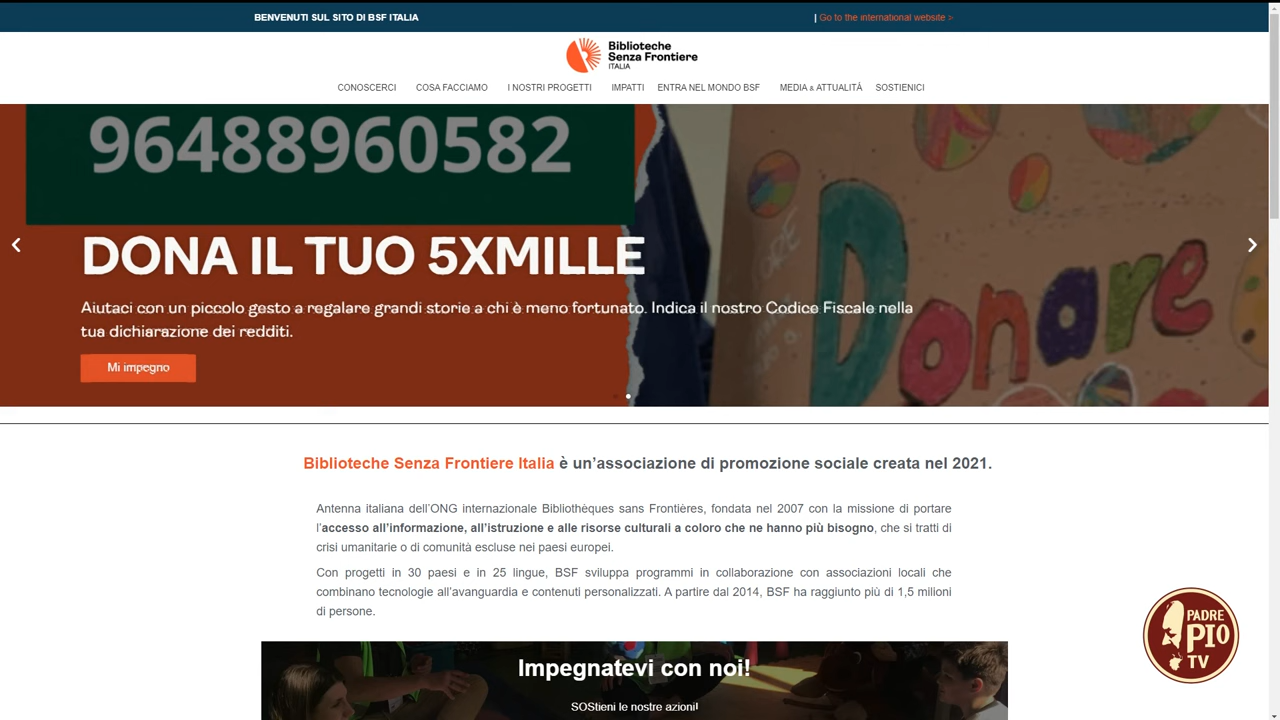 BENVENUTI SUL SITO DI BSF ITALIA
| Go to the international website >
Biblioteche
Senza Frontiere
ITALIA
CONOSCERCI COSA FACCIAMO I NOSTRI PROGETTI IMPATTI ENTRA NEL MONDO BSF MEDIA & ATTUALITÁ SOSTIENICI
96488960582
DONA IL TUO 5XMILLE
Aiutaci con un piccolo gesto a regalare grandi storie a chi è meno fortunato. Indica il nostro Codice Fiscale nella
tua dichiarazione dei redditi.
Mi impegno
Donare
Biblioteche Senza Frontiere Italia è un’associazione di promozione sociale creata nel 2021.
Antenna italiana dell’ONG internazionale Bibliothèques sans Frontières, fondata nel 2007 con la missione di portare
l’accesso all’informazione, all’istruzione e alle risorse culturali a coloro che ne hanno più bisogno, che si tratti di
crisi umanitarie o di comunità escluse nei paesi europei.
Con progetti in 30 paesi e in 25 lingue, BSF sviluppa programmi in collaborazione con associazioni locali che
combinano tecnologie all’avanguardia e contenuti personalizzati. A partire dal 2014, BSF ha raggiunto più di 1,5 milioni
di persone.
Impegnatevi con noi!
SOStieni le nostre azioni!
PADRE
PIO
TV